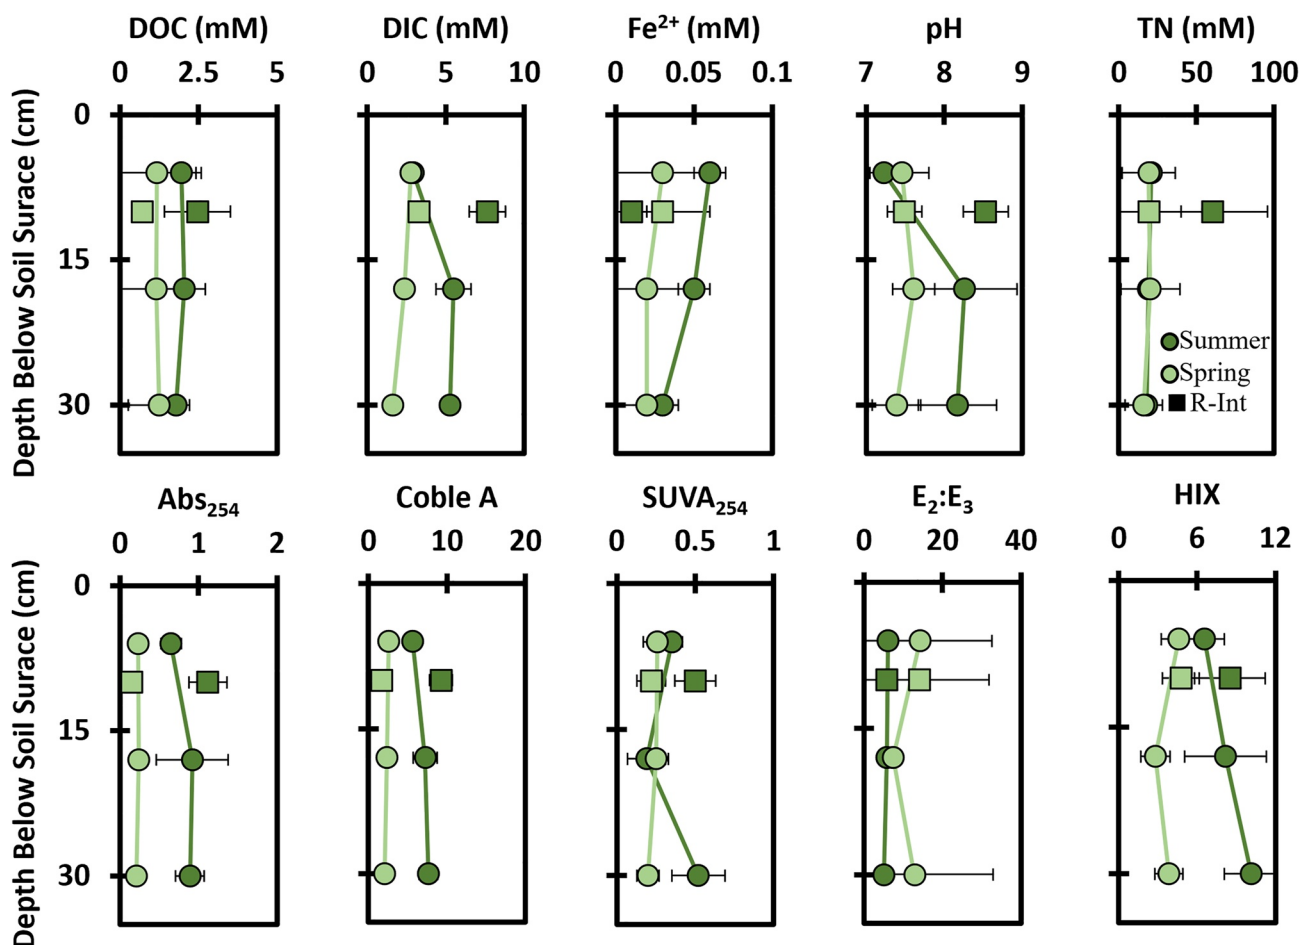 DOC (mM) DIC (mM) Fe²⁺ (mM) pH TN (mM)
0 2.5 5 0 5 10 0 0.05 0.1 7 8 9 0 50 100
Depth Below Soil Surace (cm)
0
15
30
Summer
Spring
R-Int
Abs₂₅₄ Coble A SUVA₂₅₄ E₂:E₃ HIX
0 1 2 0 10 20 0 0.5 1 0 20 40 0 6 12
Depth Below Soil Surace (cm)
0
15
30